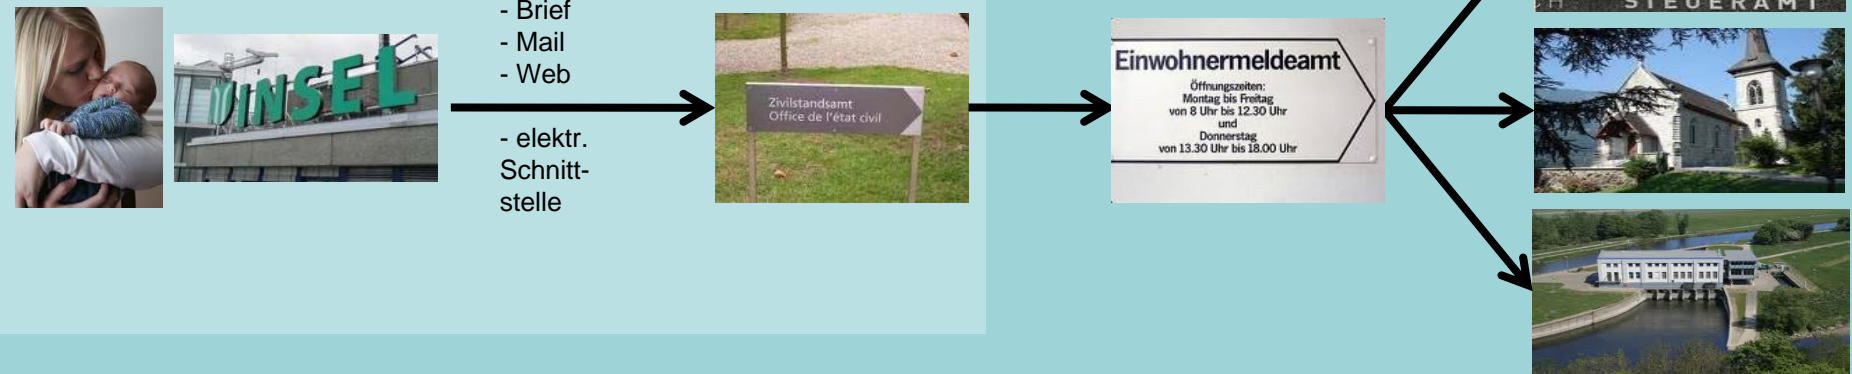 - Brief
- Mail
- Web
- elektr.
Schnitt-
stelle
INSEL
Zivilstandsamt
Office de l'état civil
Einwohnermeldeamt
Öffnungszeiten:
Montag bis Freitag
von 8 Uhr bis 12.30 Uhr
und
Donnerstag
von 13.30 Uhr bis 18.00 Uhr
STEUERAMT